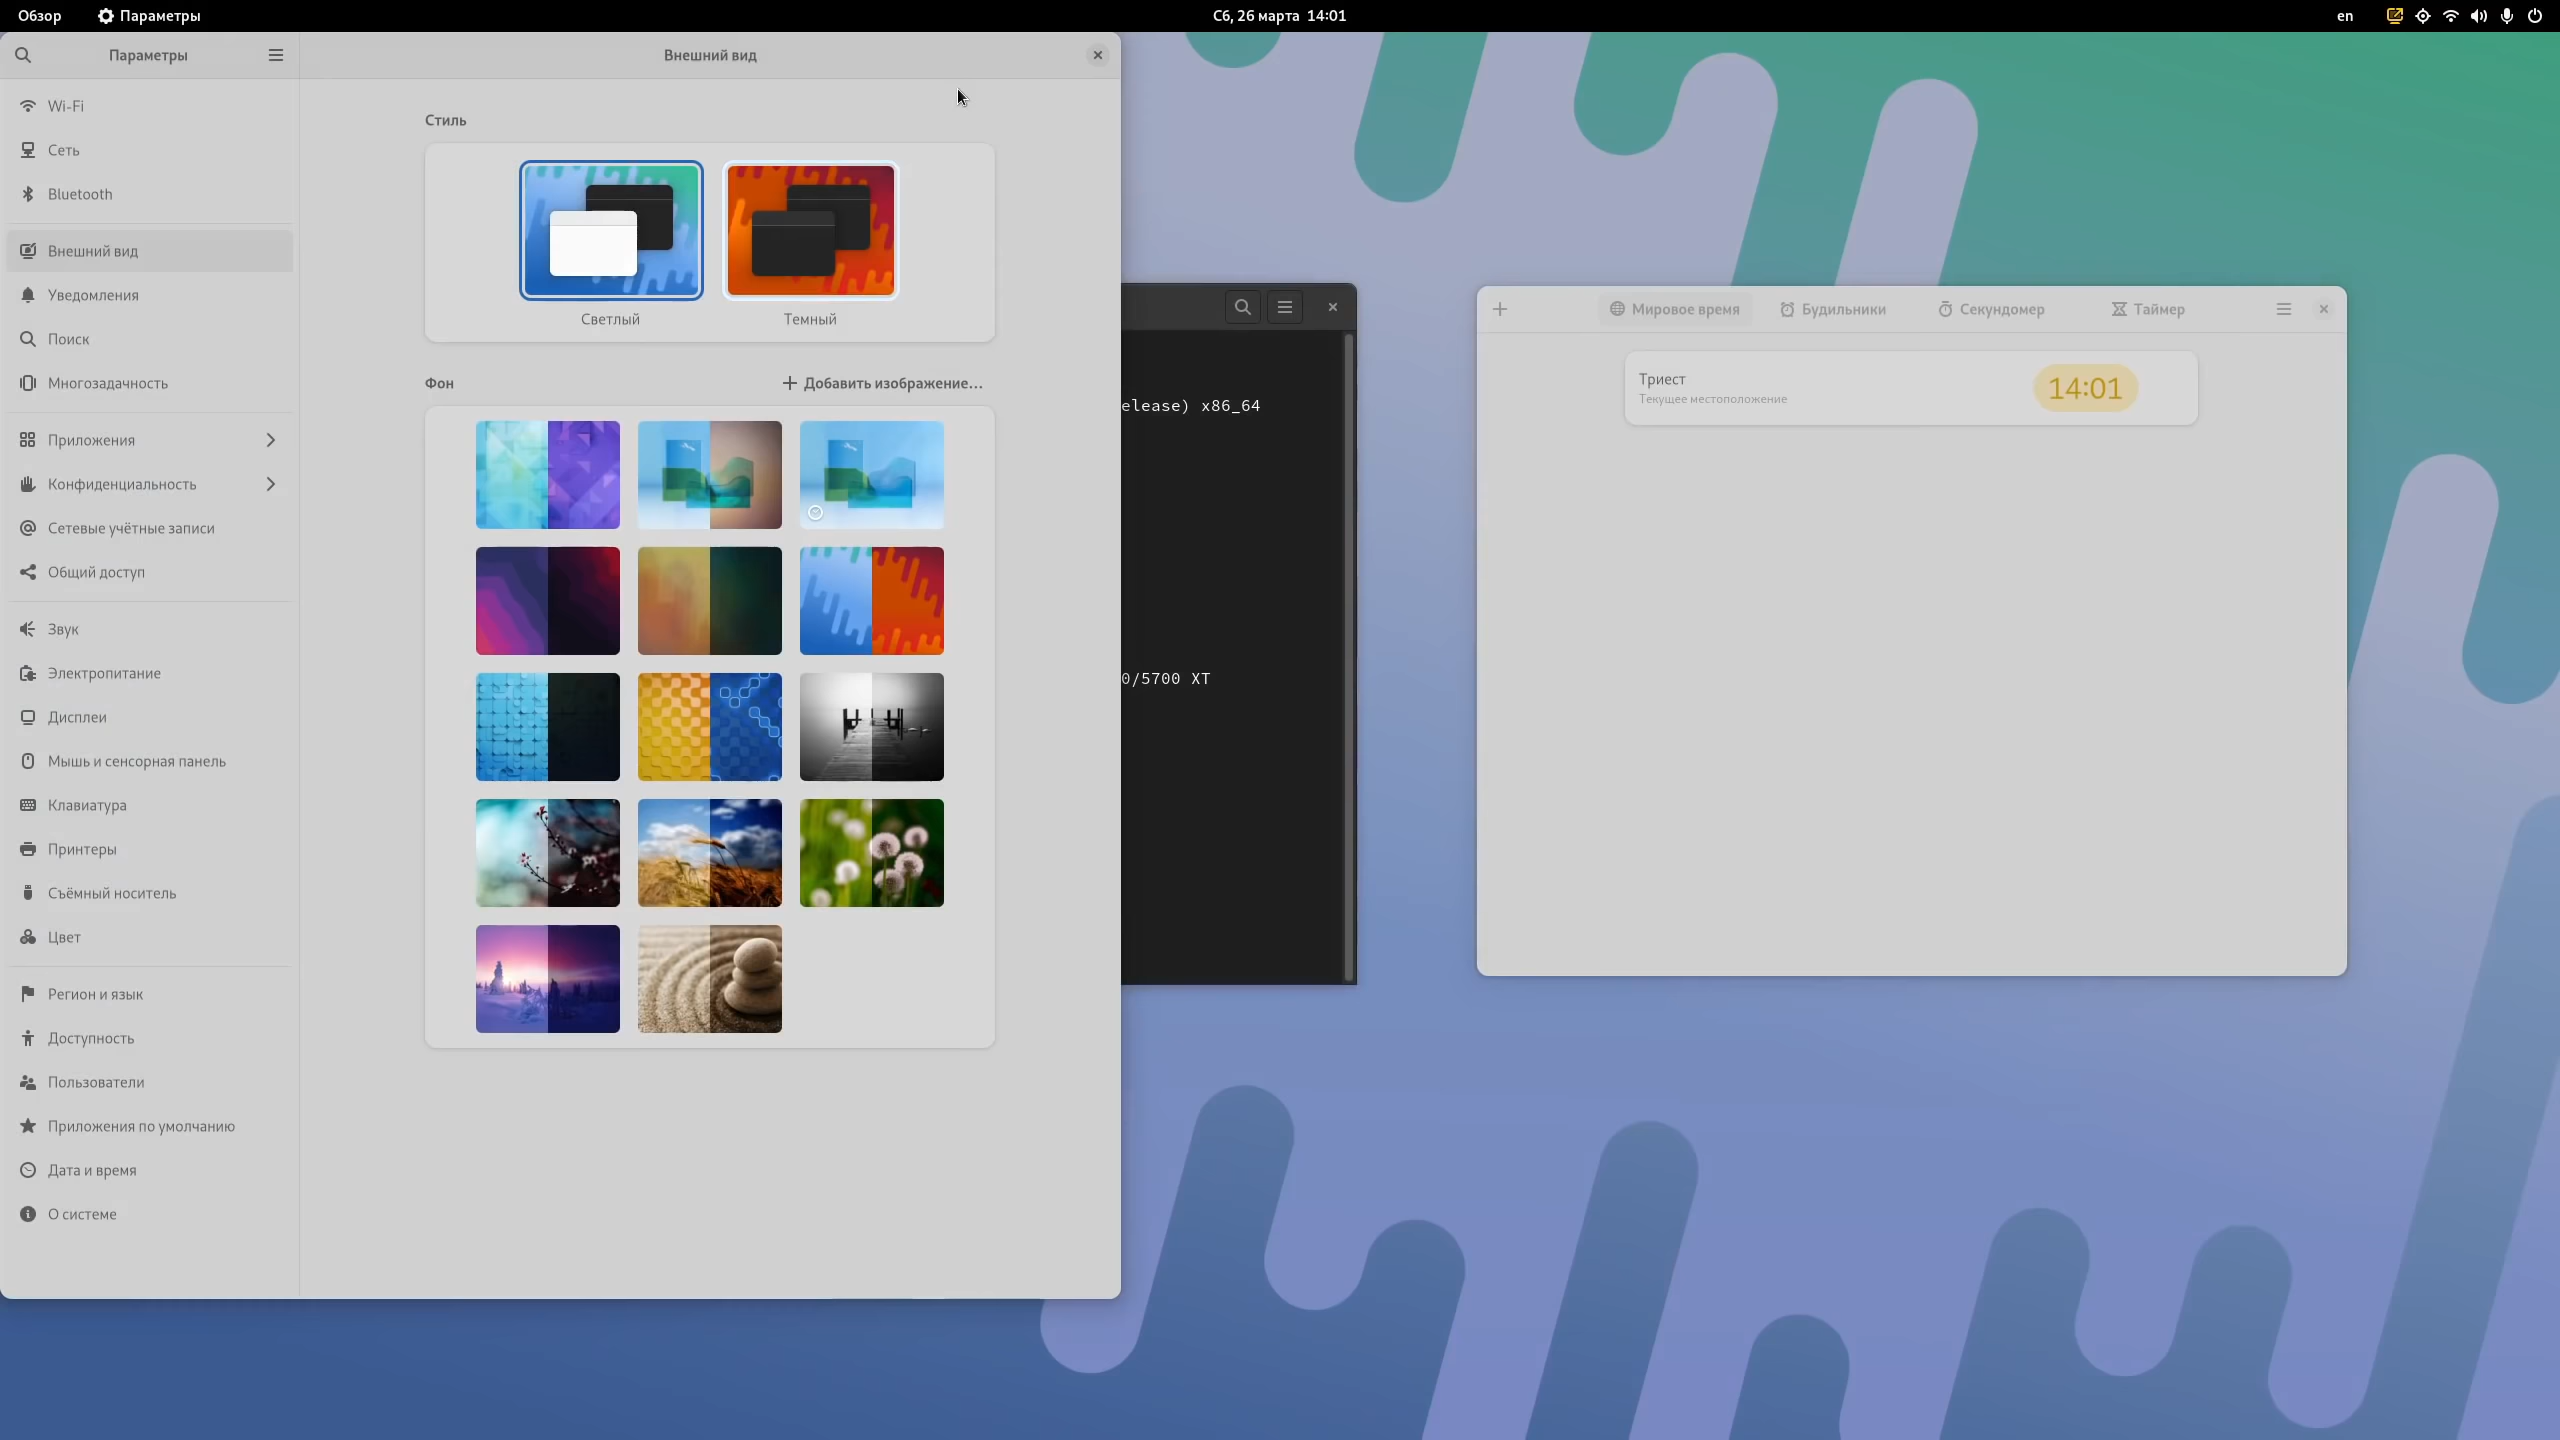 Обзор
Параметры
Сб, 26 марта 14:01
en
Параметры
Внешний вид
Wi-Fi
Сеть
Bluetooth
Внешний вид
Уведомления
Поиск
Многозадачность
Приложения
Конфиденциальность
Сетевые учётные записи
Общий доступ
Звук
Электропитание
Дисплеи
Мышь и сенсорная панель
Клавиатура
Принтеры
Съёмный носитель
Цвет
Регион и язык
Доступность
Пользователи
Приложения по умолчанию
Дата и время
О системе
Стиль
Светлый
Темный
Фон
Добавить изображение…
elease) x86_64
0/5700 XT
Мировое время
Будильники
Секундомер
Таймер
Триест
Текущее местоположение
14:01